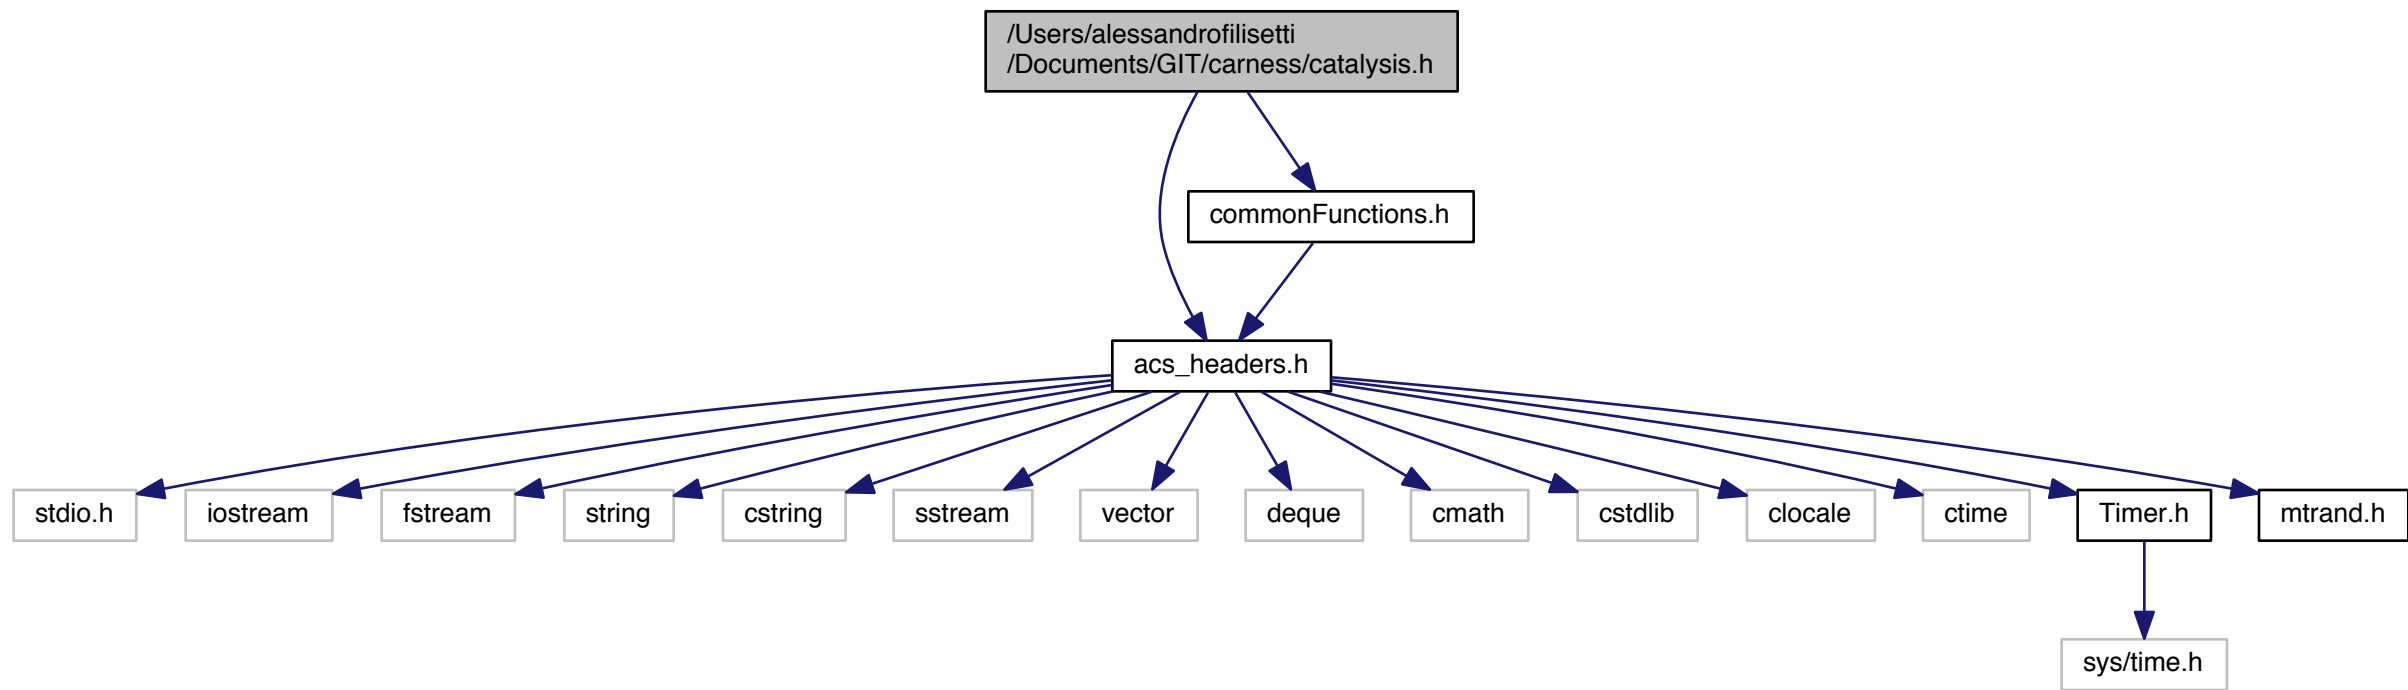 /Users/alessandrofilisetti
/Documents/GIT/carness/catalysis.h
commonFunctions.h
acs_headers.h
stdio.h
iostream
fstream
string
cstring
sstream
vector
deque
cmath
cstdlib
clocale
ctime
Timer.h
mtrand.h
sys/time.h